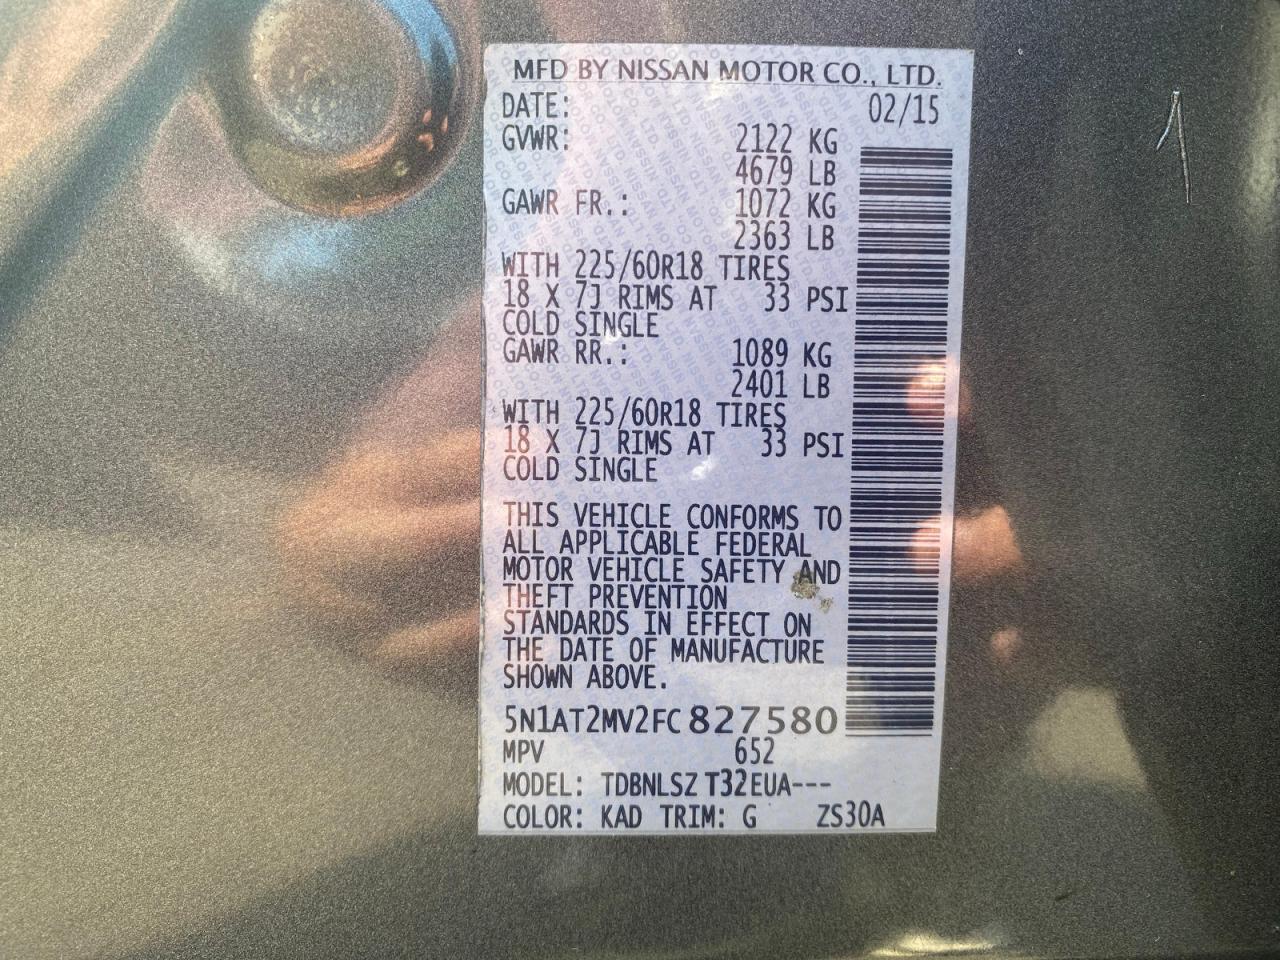 MFD BY NISSAN MOTOR CO., LTD.
DATE: 02/15
GVWR: 2122 KG
4679 LB
GAWR FR.: 1072 KG
2363 LB
WITH 225/60R18 TIRES
18 X 7J RIMS AT 33 PSI
COLD SINGLE
GAWR RR.: 1089 KG
2401 LB
WITH 225/60R18 TIRES
18 X 7J RIMS AT 33 PSI
COLD SINGLE
THIS VEHICLE CONFORMS TO
ALL APPLICABLE FEDERAL
MOTOR VEHICLE SAFETY AND
THEFT PREVENTION
STANDARDS IN EFFECT ON
THE DATE OF MANUFACTURE
SHOWN ABOVE.
5N1AT2MV2FC827580
MPV 652
MODEL: TDBNLSZ T32EUA---
COLOR: KAD TRIM: G ZS30A